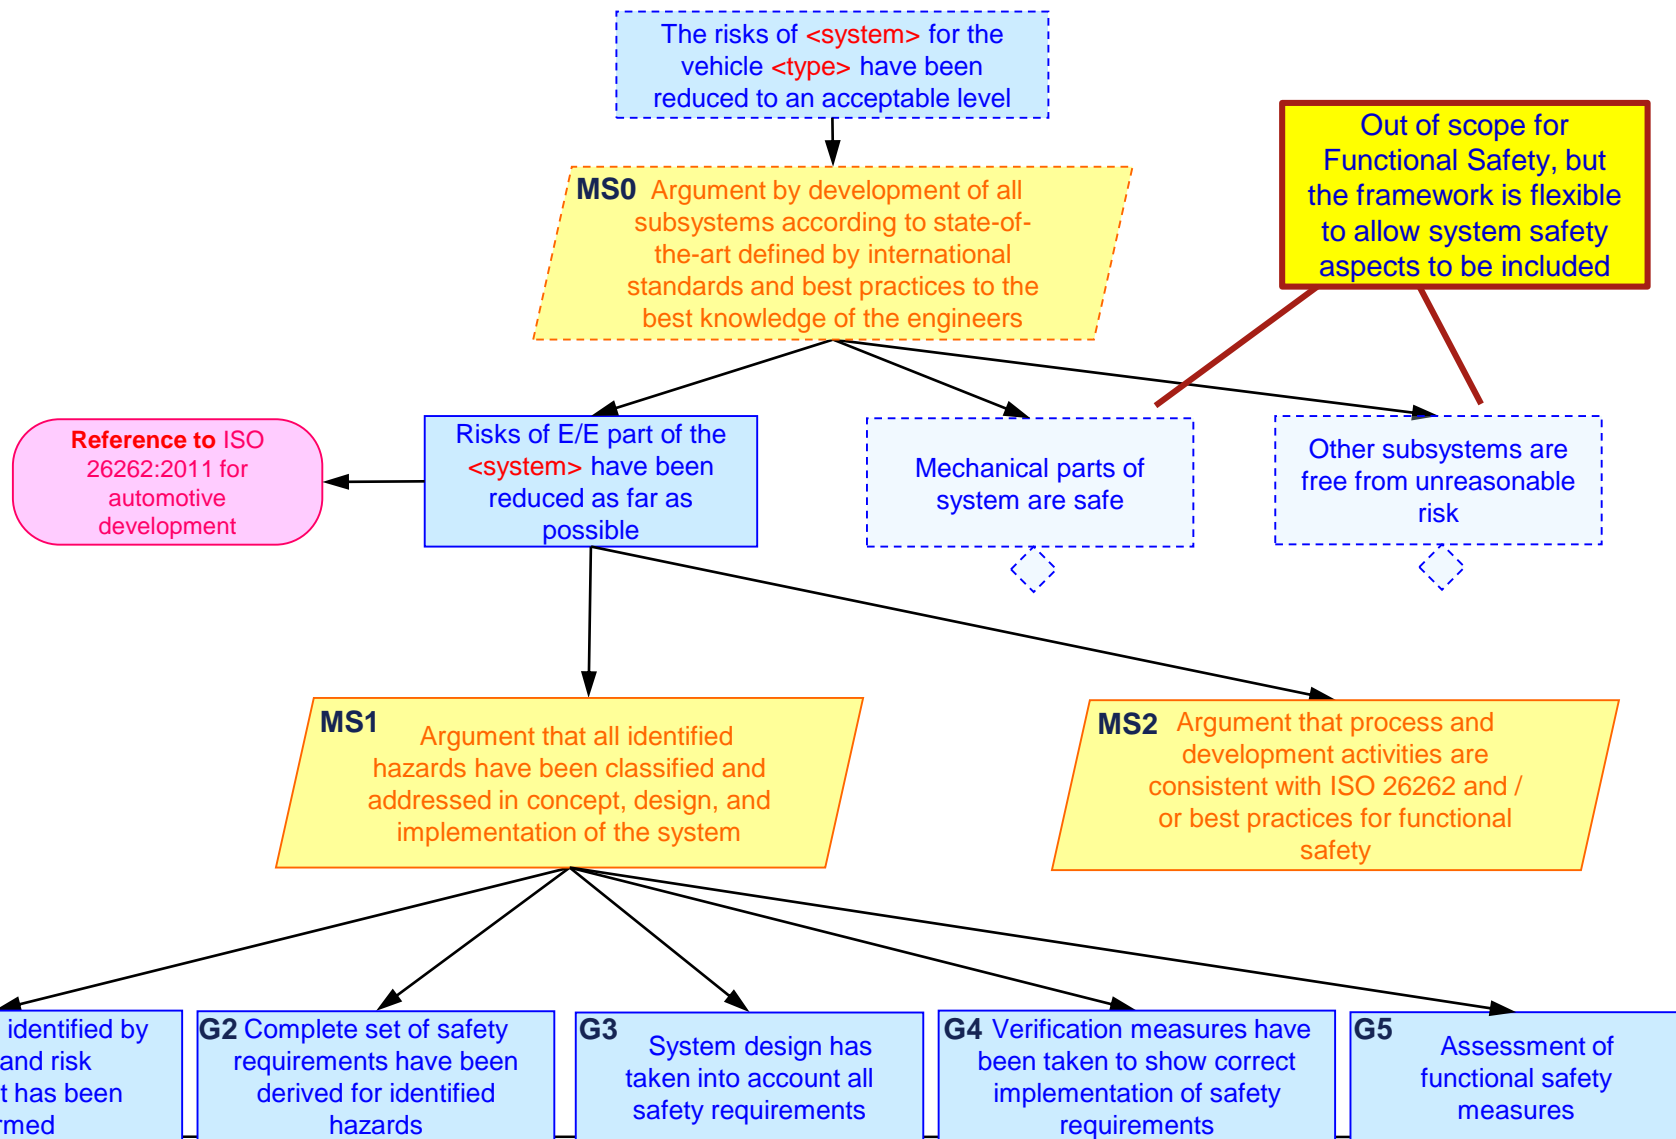 The risks of <system> for the
vehicle <type> have been
reduced to an acceptable level
Out of scope for
Functional Safety, but
the framework is flexible
to allow system safety
aspects to be included
MS0 Argument by development of all
subsystems according to state-of-
the-art defined by international
standards and best practices to the
best knowledge of the engineers
Reference to ISO
26262:2011 for
automotive
development
Risks of E/E part of the
<system> have been
reduced as far as
possible
Mechanical parts of
system are safe
Other subsystems are
free from unreasonable
risk
MS1
Argument that all identified
hazards have been classified and
addressed in concept, design, and
implementation of the system
MS2 Argument that process and
development activities are
consistent with ISO 26262 and /
or best practices for functional
safety
identified by
and risk
t has been
rmed
G2 Complete set of safety
requirements have been
derived for identified
hazards
G3
System design has
taken into account all
safety requirements
G4 Verification measures have
been taken to show correct
implementation of safety
requirements
G5
Assessment of
functional safety
measures